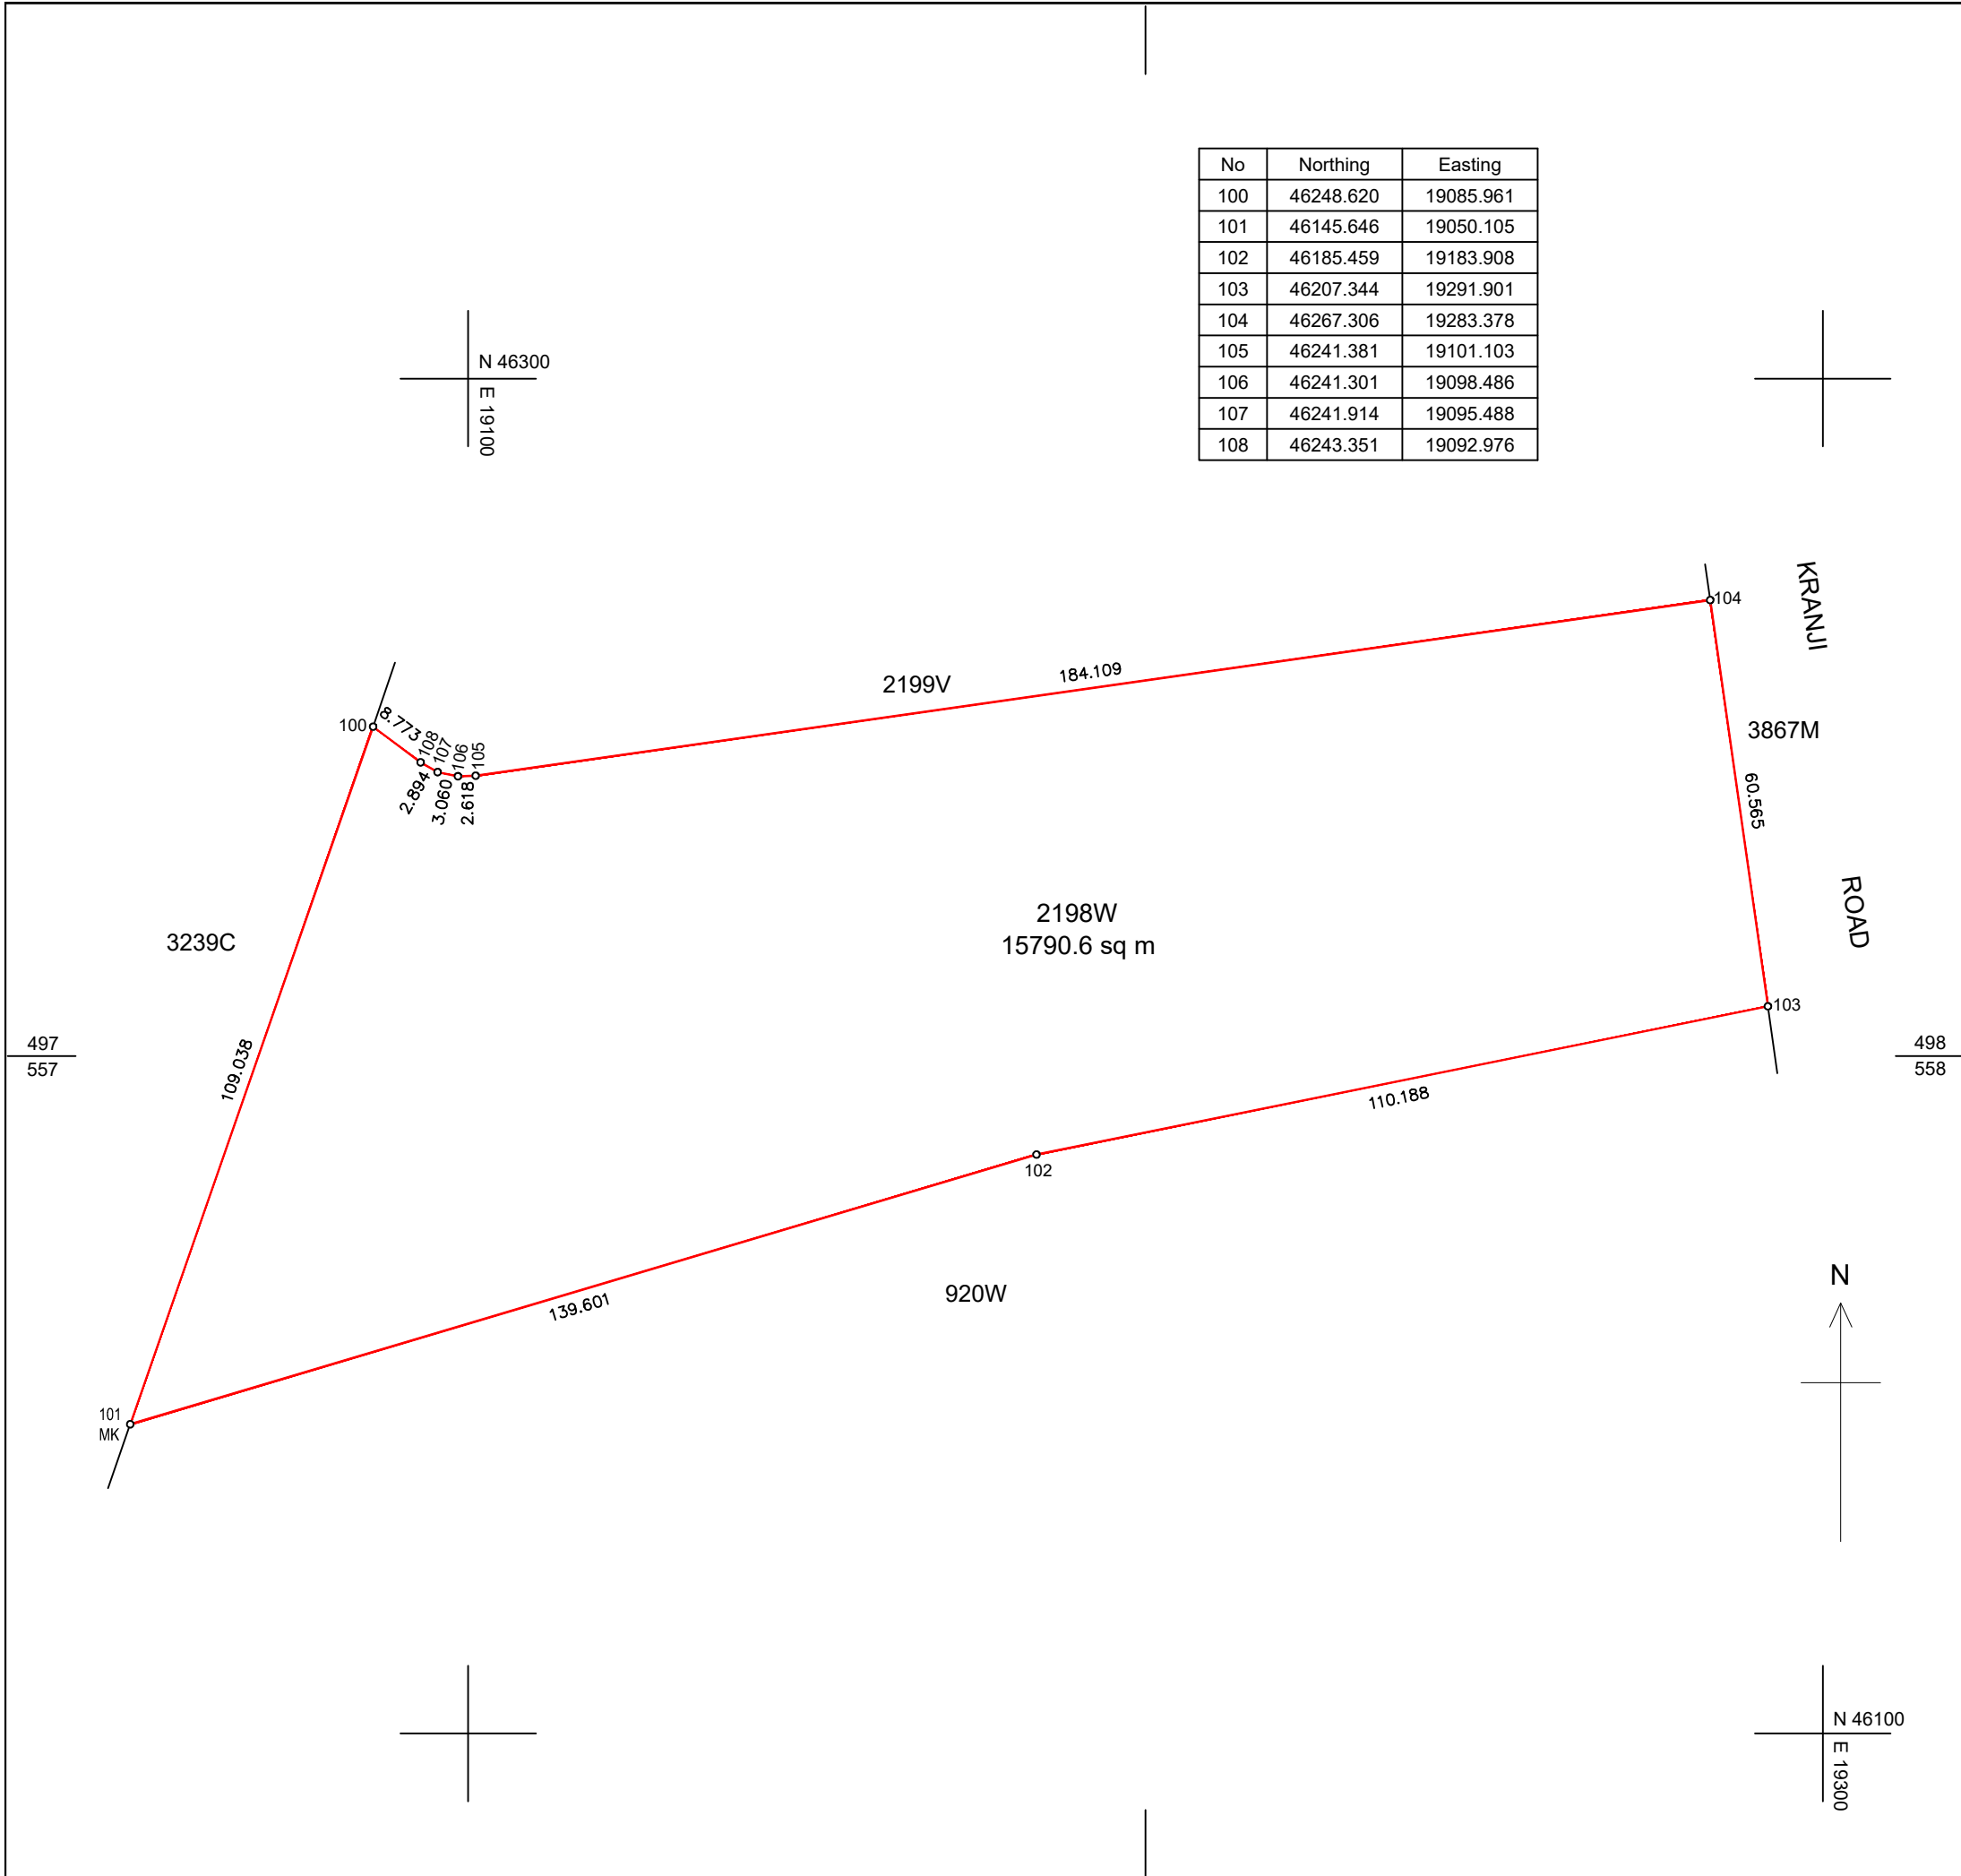 No Northing Easting
100 46248.620 19085.961
101 46145.646 19050.105
102 46185.459 19183.908
103 46207.344 19291.901
104 46267.306 19283.378
105 46241.381 19101.103
106 46241.301 19098.486
107 46241.914 19095.488
108 46243.351 19092.976
N 46300
E 19100
KRANJI
ROAD
104
184.109
2199V
100
8.773
108
107
106
105
2.894
3.060
2.618
3867M
60.565
2198W
15790.6 sq m
3239C
103
497
557
498
558
109.038
110.188
102
920W
139.601
N
101
MK
N 46100
E 19300